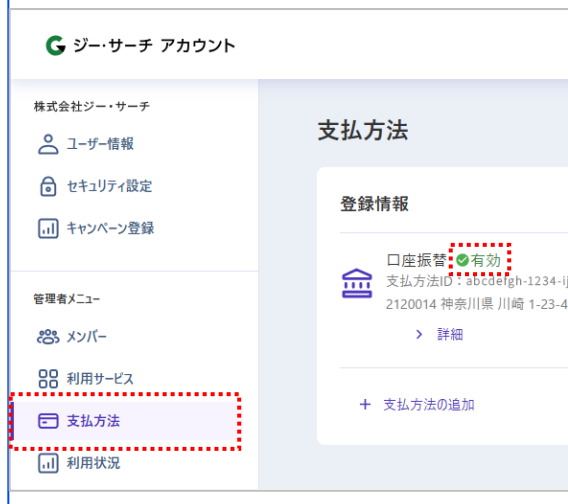 ジー・サーチ アカウント
株式会社ジー・サーチ
ユーザー情報
セキュリティ設定
キャンペーン登録
管理者メニュー
メンバー
利用サービス
支払方法
利用状況
支払方法
登録情報
口座振替 有効
支払方法ID:abcdefgh-1234-ij
2120014 神奈川県 川崎 1-23-4
> 詳細
+ 支払方法の追加